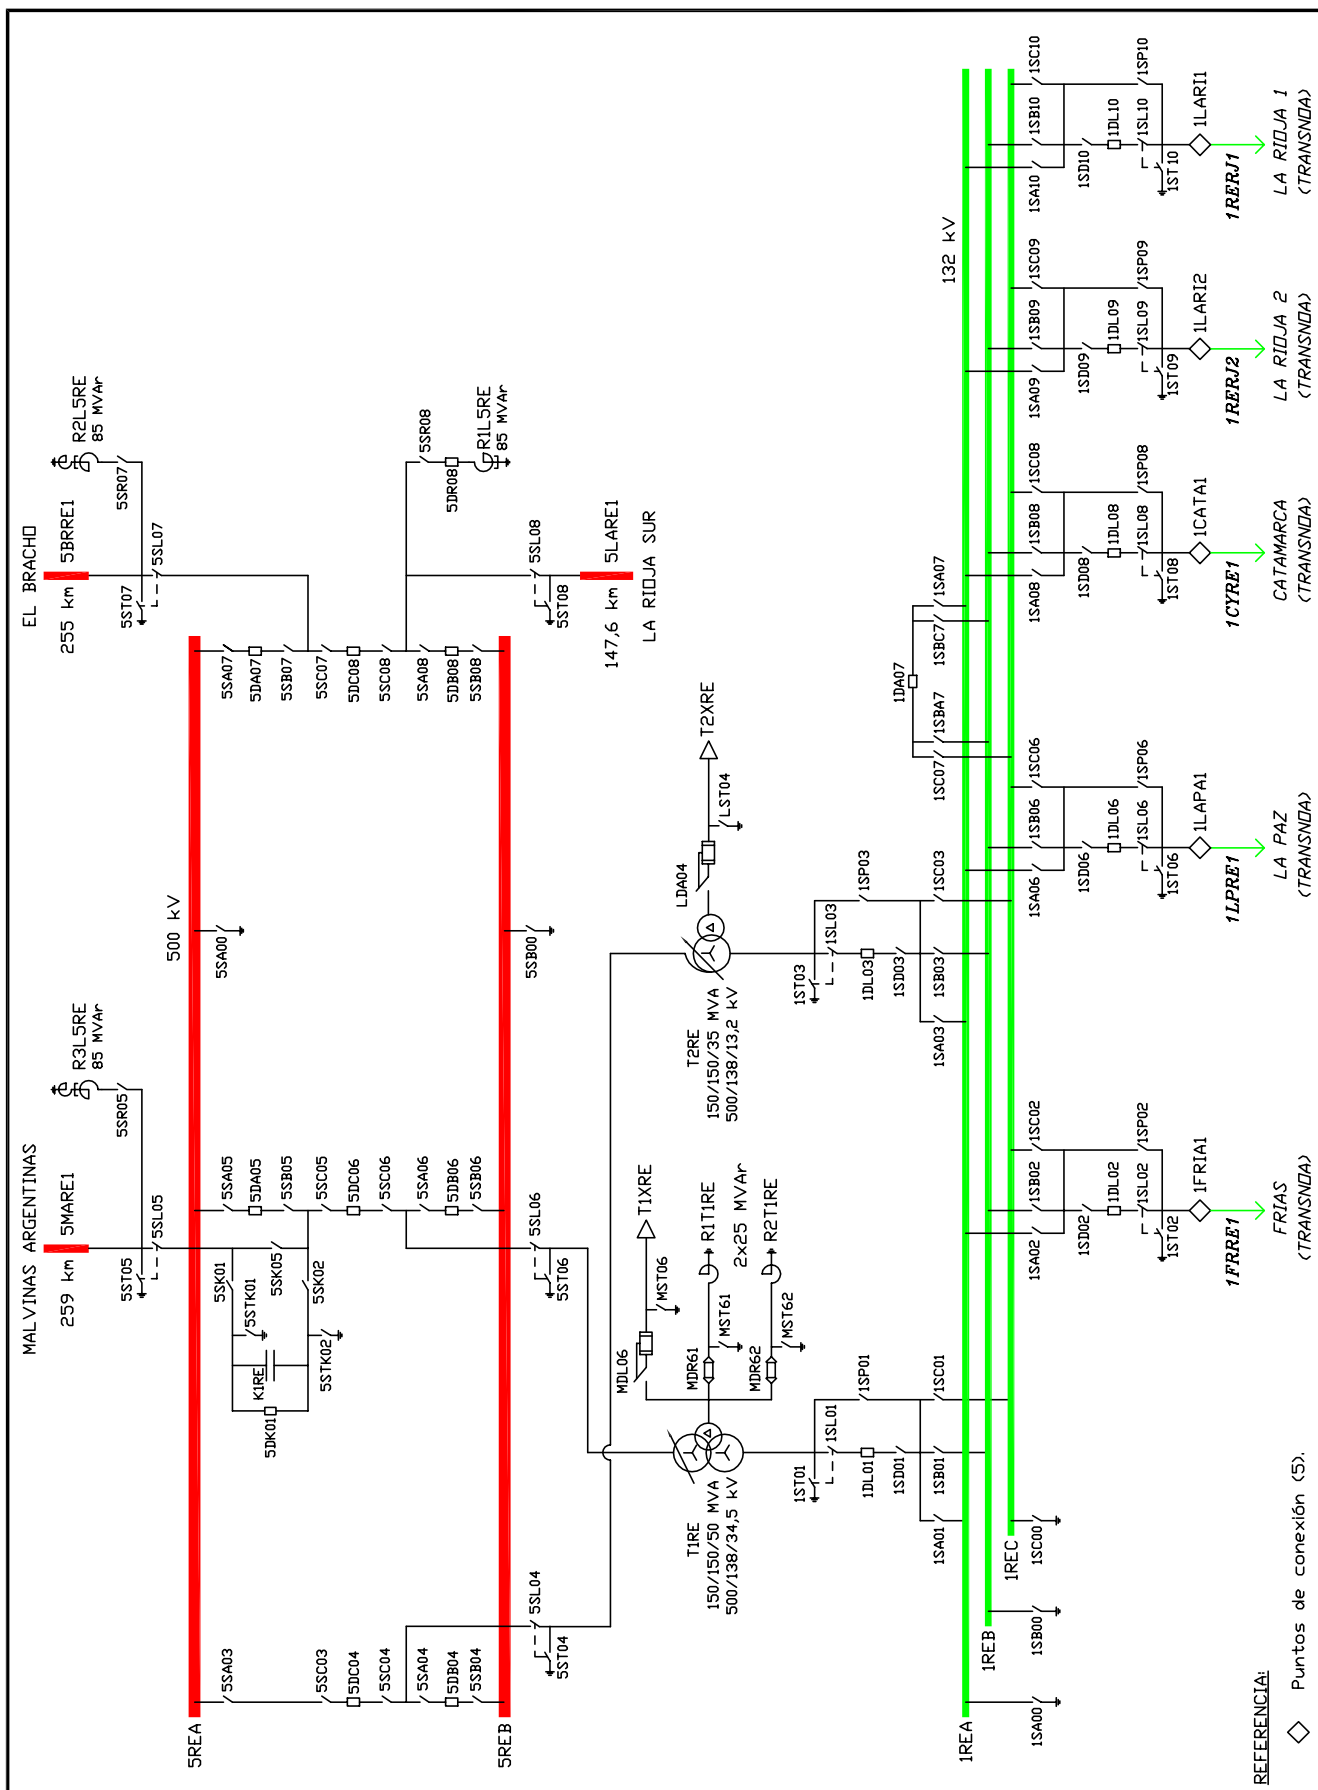 MALVINAS ARGENTINAS
259 km
5MARE1
5ST05
5SL05
5SR05
R3L5RE
85 MVAr
EL BRACHO
255 km
5BRRE1
5ST07
5SL07
5SR07
R2L5RE
85 MVAr
5REA
500 kV
5SA03
5SC03
5DC04
5SC04
5SA04
5DB04
5SB04
5SL04
5ST04
5SK01
5STK01
K1RE
5DK01
5STK02
5SK02
5SK05
5SA05
5DA05
5SB05
5SC05
5DC06
5SC06
5SA06
5DB06
5SB06
5SL06
5ST06
5SA00
5SB00
5SA07
5DA07
5SB07
5SC07
5DC08
5SC08
5SA08
5DB08
5SB08
5SR08
5DR08
R1L5RE
85 MVAr
5SL08
5ST08
147,6 km
5LARE1
LA RIOJA SUR
5REB
T1RE
150/150/50 MVA
500/138/34,5 kV
MDL06
T1XRE
MST06
MDR61
R1T1RE
MST61
2x25 MVAr
MDR62
R2T1RE
MST62
T2RE
150/150/35 MVA
500/138/13,2 kV
LDA04
T2XRE
LST04
1ST01
1SL01
1SP01
1DL01
1SD01
1SA01
1SB01
1SC01
1ST03
1SL03
1SP03
1DL03
1SD03
1SA03
1SB03
1SC03
1DA07
1SC07
1SBA7
1SBC7
1SA07
132 kV
1REA
1REB
1REC
1SA00
1SB00
1SC00
1SA02
1SB02
1SC02
1SD02
1DL02
1SL02
1SP02
1ST02
1FRIA1
1FRRE1
FRIAS
(TRANSNOA)
1SA06
1SB06
1SC06
1SD06
1DL06
1SL06
1SP06
1ST06
1LAPA1
1LPRE1
LA PAZ
(TRANSNOA)
1SA08
1SB08
1SC08
1SD08
1DL08
1SL08
1SP08
1ST08
1CATA1
1CYRE1
CATAMARCA
(TRANSNOA)
1SA09
1SB09
1SC09
1SD09
1DL09
1SL09
1SP09
1ST09
1LARI2
1RERJ2
LA RIOJA 2
(TRANSNOA)
1SA10
1SB10
1SC10
1SD10
1DL10
1SL10
1SP10
1ST10
1LARI1
1RERJ1
LA RIOJA 1
(TRANSNOA)
REFERENCIA:
Puntos de conexión (5).